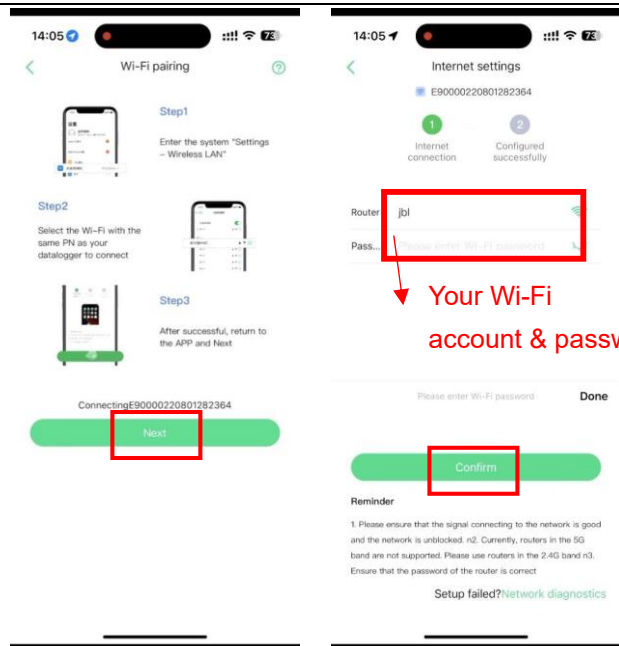 14:05
73
Wi-Fi pairing
Step1
Enter the system "Settings
– Wireless LAN"
Step2
Select the Wi-Fi with the
same PN as your
datalogger to connect
Step3
After successful, return to
the APP and Next
ConnectingE90000220801282364
Next
14:05
73
Internet settings
E90000220801282364
1
2
Internet
connection
Configured
successfully
Router
jbl
Pass...
Please enter Wi-Fi password
Your Wi-Fi
account & passw
Please enter Wi-Fi password
Done
Confirm
Reminder
1. Please ensure that the signal connecting to the network is good
and the network is unblocked. n2. Currently, routers in the 5G
band are not supported. Please use routers in the 2.4G band n3.
Ensure that the password of the router is correct
Setup failed?Network diagnostics